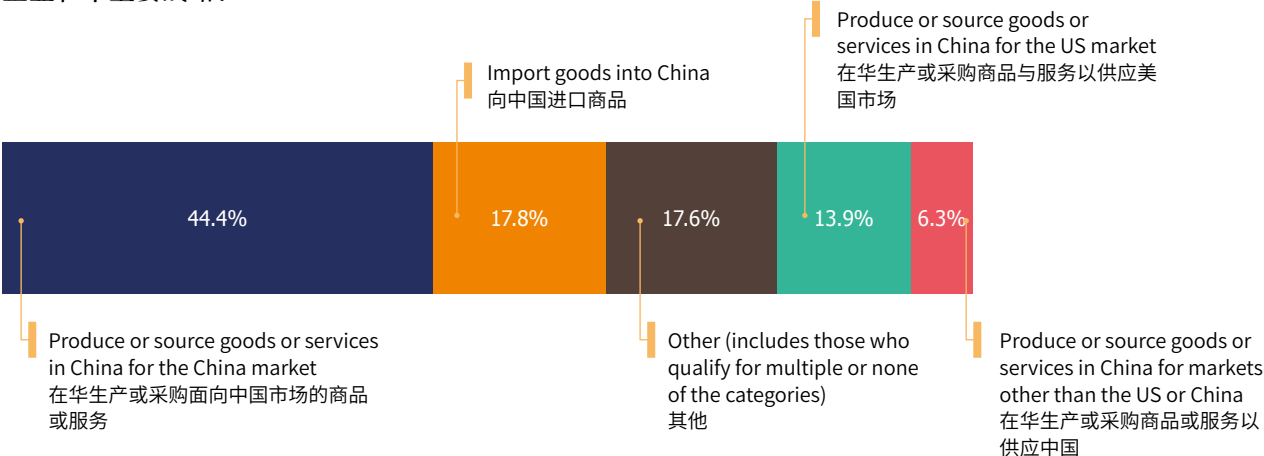 Produce or source goods or
services in China for the US market
在华生产或采购商品与服务以供应美
国市场
Import goods into China
向中国进口商品
44.4%
17.8%
17.6%
13.9%
6.3%
Produce or source goods or services
in China for the China market
在华生产或采购面向中国市场的商品
或服务
Other (includes those who
qualify for multiple or none
of the categories)
其他
Produce or source goods or
services in China for markets
other than the US or China
在华生产或采购商品或服务以
供应中国